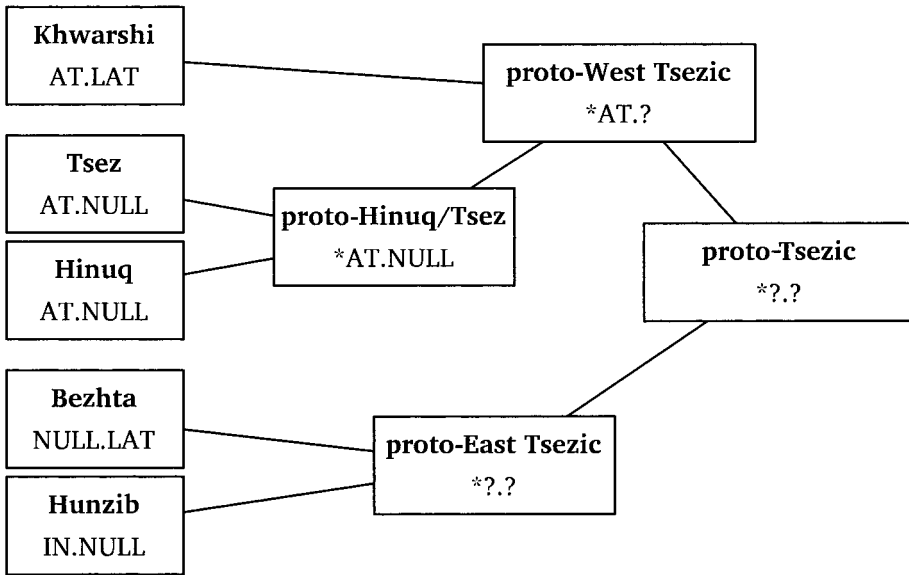 Khwarshi
AT.LAT
proto-West Tsezic
*AT.?
Tsez
AT.NULL
proto-Hinuq/Tsez
*AT.NULL
Hinuq
AT.NULL
proto-Tsezic
*?.?
Bezhta
NULL.LAT
proto-East Tsezic
*?.?
Hunzib
IN.NULL